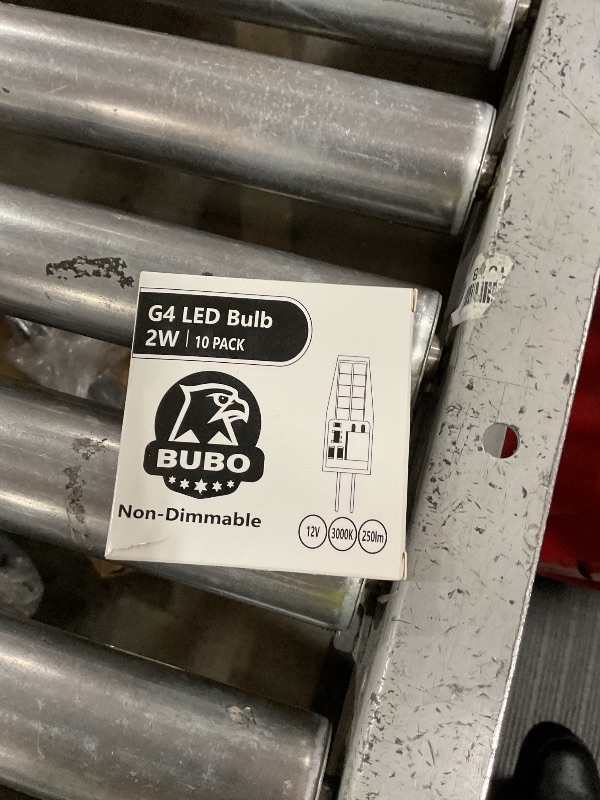 G4 LED Bulb
2W | 10 PACK
BUBO
Non-Dimmable
12V 3000K 250lm